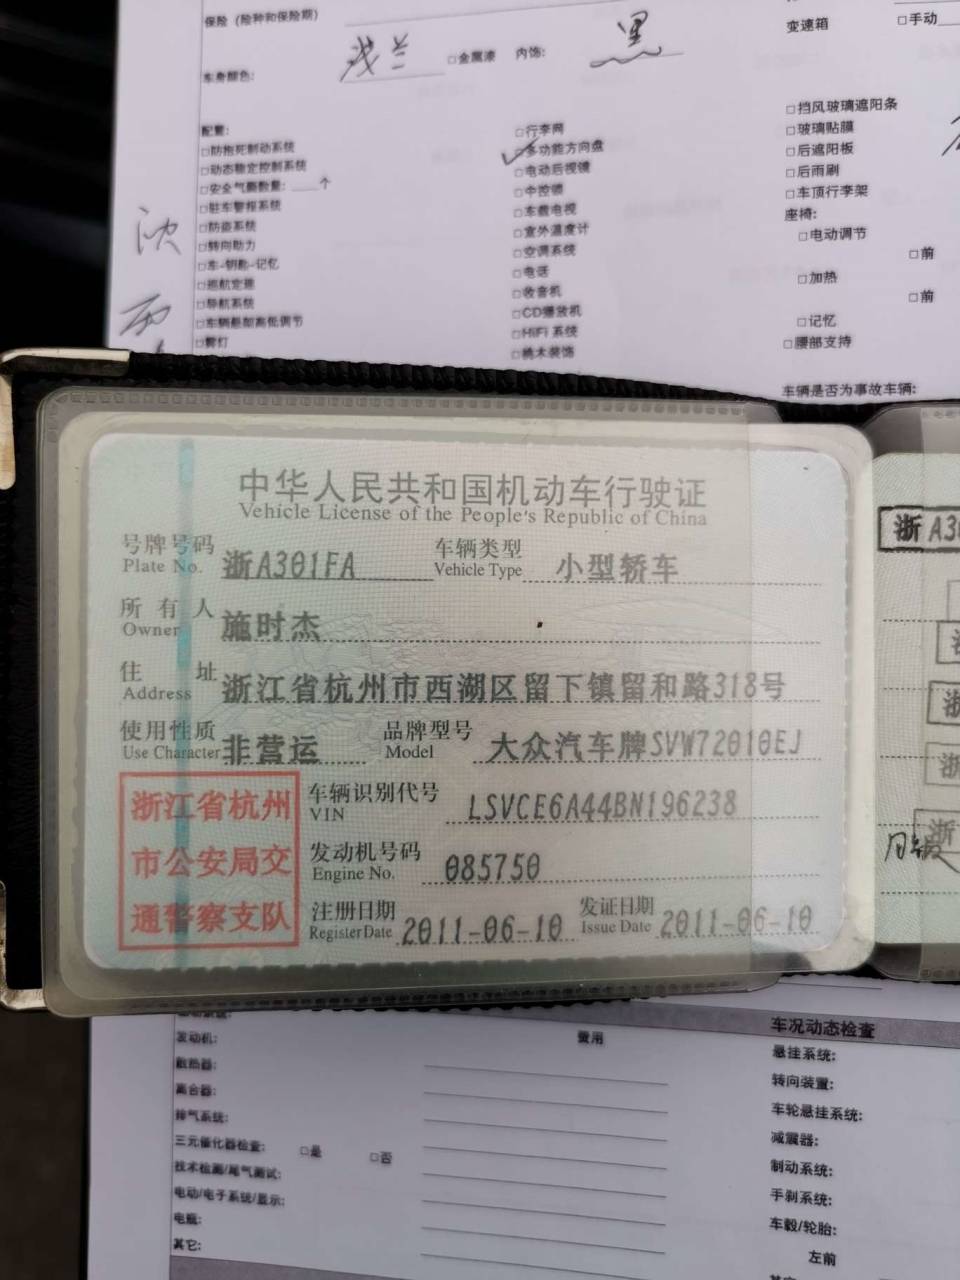 保险（险种和保险期）
变速箱 □手动
车身颜色: 浅兰 □金属漆 内饰: 黑
配置:
□防抱死制动系统
□动态稳定控制系统
□安全气囊数量: 个
□驻车警报系统
□防盗系统
□转向助力
□车-钥匙-记忆
□巡航定速
□导航系统
□车辆悬架高低调节
□雾灯
□行李网
□多功能方向盘
□电动后视镜
□中控锁
□车载电视
□室外温度计
□空调系统
□电话
□收音机
□CD播放机
□HiFi 系统
□桃木装饰
□挡风玻璃遮阳条
□玻璃贴膜
□后遮阳板
□后雨刷
□车顶行李架
座椅:
□电动调节
□前
□加热
□前
□记忆
□腰部支持
车辆是否为事故车辆:
中华人民共和国机动车行驶证
Vehicle License of the People's Republic of China
号牌号码 浙A301FA 车辆类型 小型轿车
Plate No. Vehicle Type
所有人 施时杰
Owner
住址 浙江省杭州市西湖区留下镇留和路318号
Address
使用性质 非营运 品牌型号 大众汽车牌SVW72010EJ
Use Character Model
浙江省杭州
市公安局交
通警察支队
车辆识别代号 LSVCE6A44BN196238
VIN
发动机号码 085750
Engine No.
注册日期 2011-06-10 发证日期 2011-06-10
Register Date Issue Date
浙A30
浙
浙
浙
发动机: 费用
散热器:
离合器:
排气系统:
三元催化器检查: □是 □否
技术检测/尾气测试:
电动/电子系统/显示:
电瓶:
其它:
车况动态检查
悬挂系统:
转向装置:
车轮悬挂系统:
减震器:
制动系统:
手刹系统:
车毂/轮胎:
左前